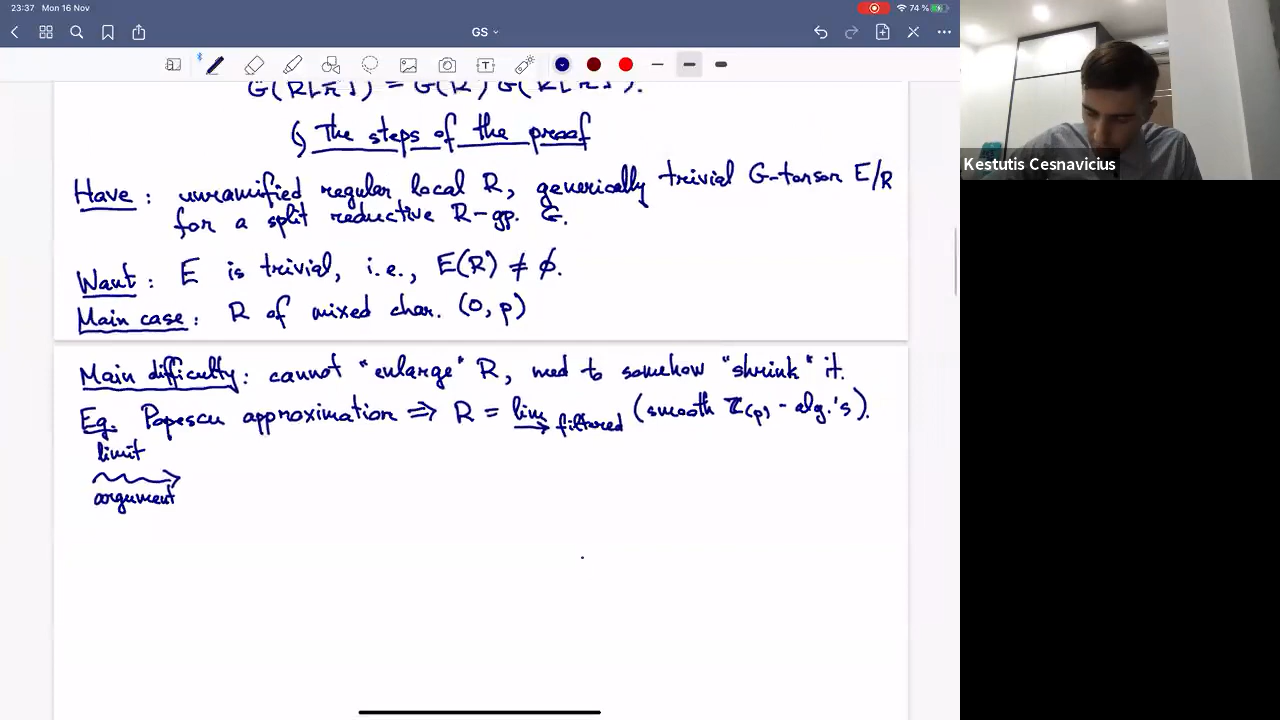 23:37 Mon 16 Nov
74 %
GS
G(R[1/π]) = G(R) G(R[1/π]).
The steps of the proof
Have: unramified regular local R, generically trivial G-torsor E/R
for a split reductive R-gp. G.
Want: E is trivial, i.e., E(R) ≠ ∅.
Main case: R of mixed char. (0, p)
Main difficulty: cannot "enlarge" R, need to somehow "shrink" it.
Eg. Popescu approximation ⇒ R = lim→ filtered (smooth ℤ(p) - alg.'s).
limit
argument
Kestutis Cesnavicius